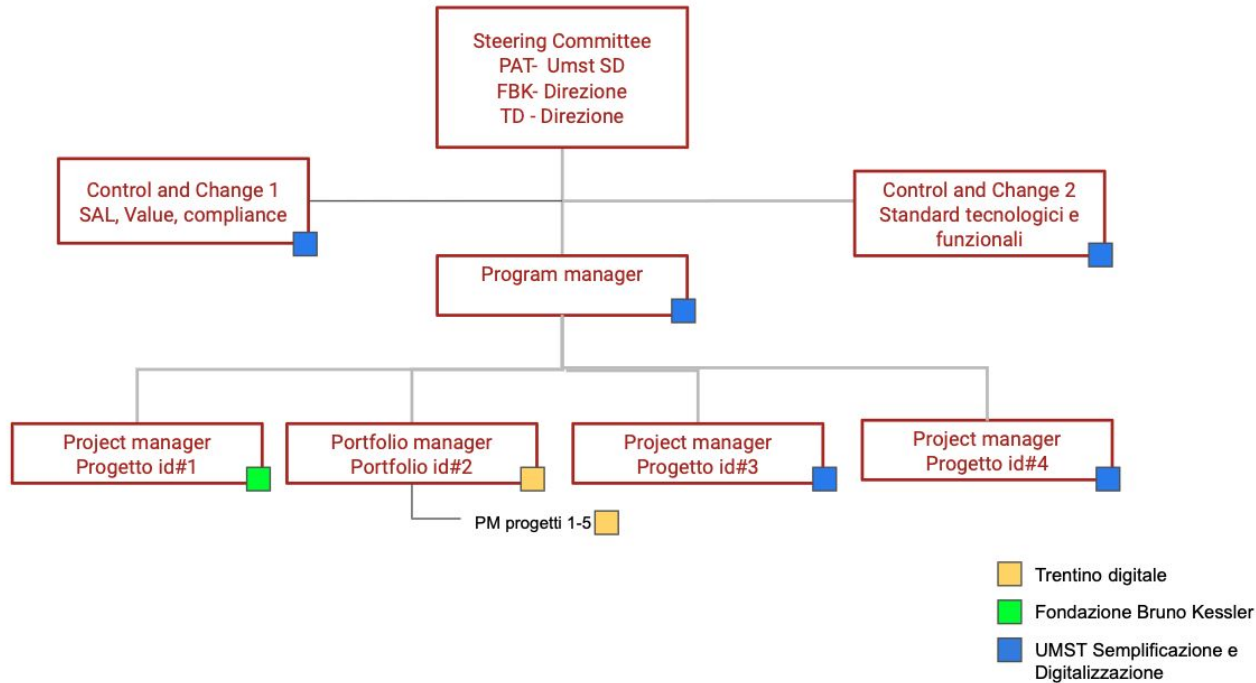 Steering Committee
PAT- Umst SD
FBK- Direzione
TD - Direzione
Control and Change 1
SAL, Value, compliance
Control and Change 2
Standard tecnologici e
funzionali
Program manager
Project manager
Progetto id#1
Portfolio manager
Portfolio id#2
Project manager
Progetto id#3
Project manager
Progetto id#4
PM progetti 1-5
Trentino digitale
Fondazione Bruno Kessler
UMST Semplificazione e
Digitalizzazione